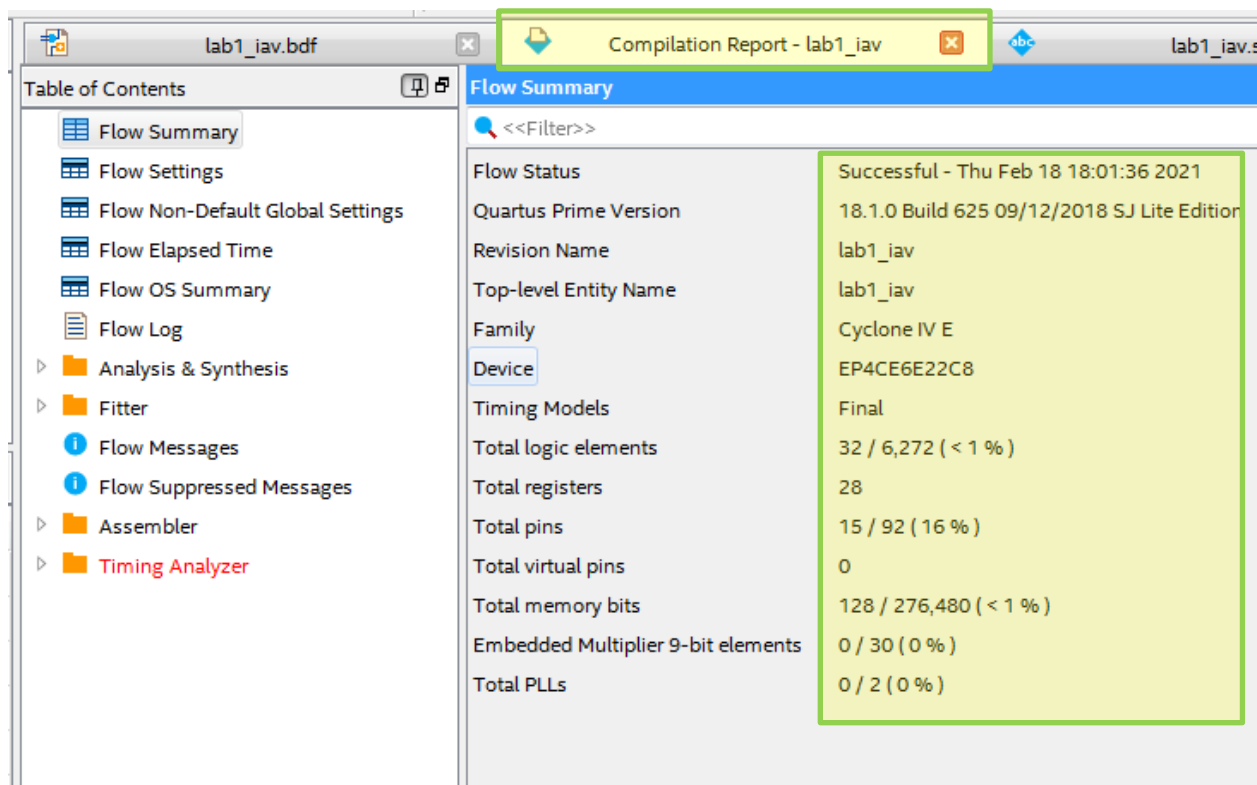 lab1_iav.bdf
Compilation Report - lab1_iav
abc
lab1_iav.s
Table of Contents
Flow Summary
Flow Settings
Flow Non-Default Global Settings
Flow Elapsed Time
Flow OS Summary
Flow Log
Analysis & Synthesis
Fitter
Flow Messages
Flow Suppressed Messages
Assembler
Timing Analyzer
Flow Summary
<<Filter>>
Flow Status Successful - Thu Feb 18 18:01:36 2021
Quartus Prime Version 18.1.0 Build 625 09/12/2018 SJ Lite Edition
Revision Name lab1_iav
Top-level Entity Name lab1_iav
Family Cyclone IV E
Device EP4CE6E22C8
Timing Models Final
Total logic elements 32 / 6,272 ( < 1 % )
Total registers 28
Total pins 15 / 92 ( 16 % )
Total virtual pins 0
Total memory bits 128 / 276,480 ( < 1 % )
Embedded Multiplier 9-bit elements 0 / 30 ( 0 % )
Total PLLs 0 / 2 ( 0 % )